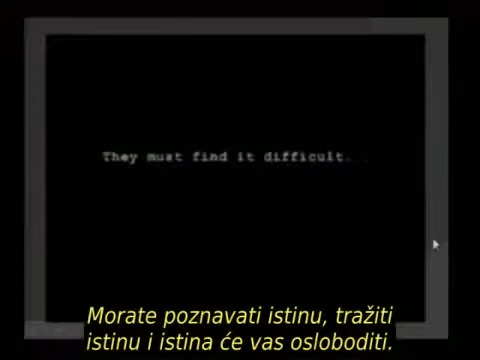 They must find it difficult...
Morate poznavati istinu, tražiti
istinu i istina će vas osloboditi.